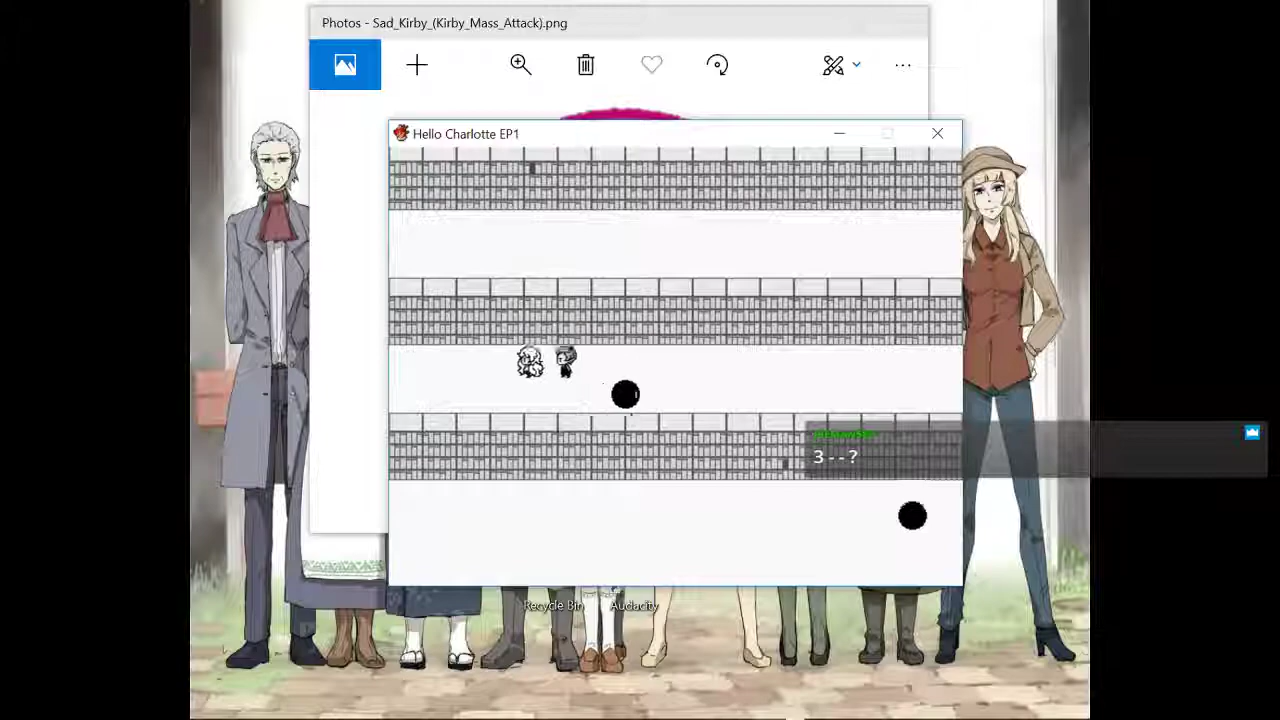 Photos - Sad_Kirby_(Kirby_Mass_Attack).png
Hello Charlotte EP1
3 - - ?
Recycle Bin
Audacity